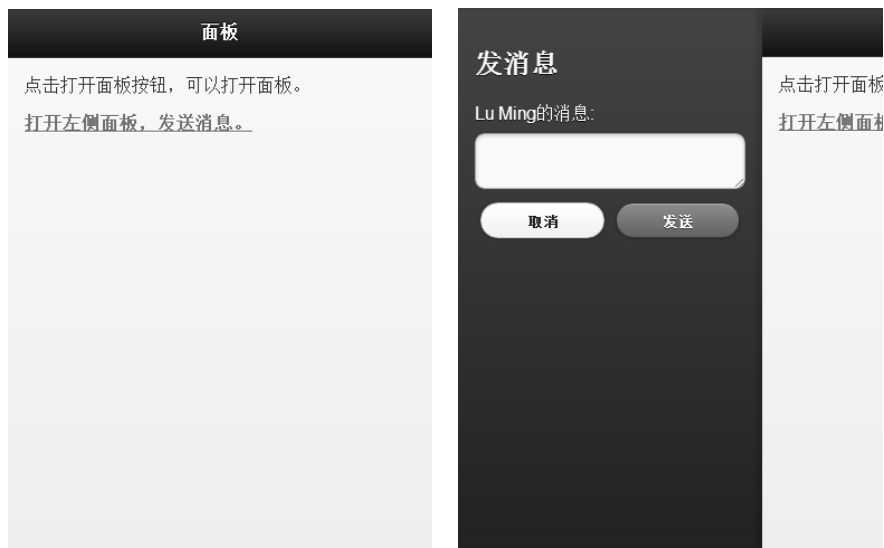 面板
点击打开面板按钮，可以打开面板。
打开左侧面板，发送消息。
发消息
Lu Ming的消息:
取消
发送
点击打开面板
打开左侧面板